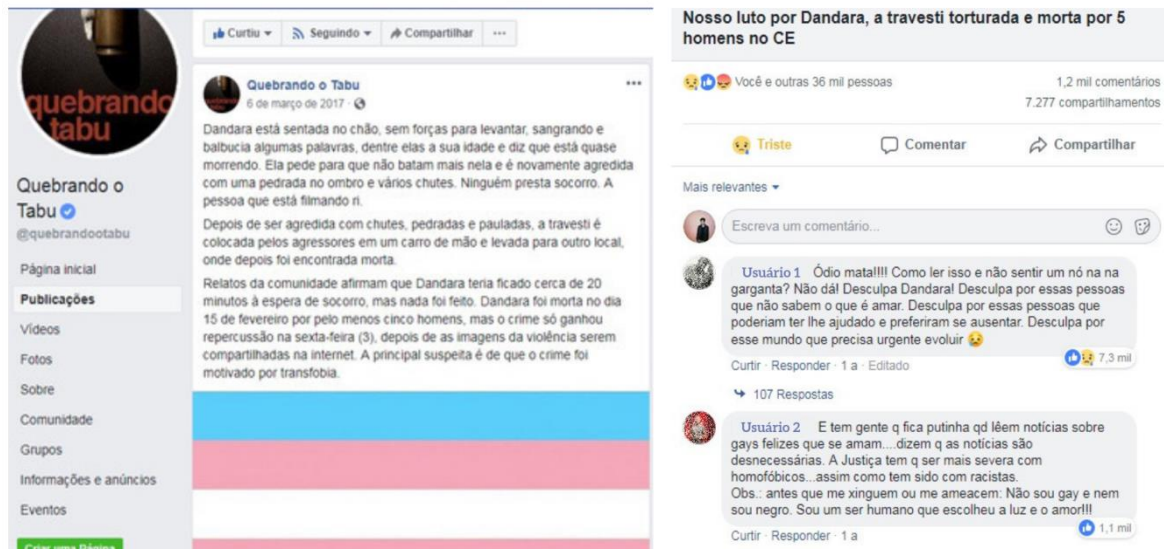 quebrando
tabu
Quebrando o
Tabu
@quebrandootabu
Página inicial
Publicações
Vídeos
Fotos
Sobre
Comunidade
Grupos
Informações e anúncios
Eventos
Criar uma Página
Curtiu
Seguindo
Compartilhar
Quebrando o Tabu
6 de março de 2017
Dandara está sentada no chão, sem forças para levantar, sangrando e
balbucia algumas palavras, dentre elas a sua idade e diz que está quase
morrendo. Ela pede para que não batam mais nela e é novamente agredida
com uma pedrada no ombro e vários chutes. Ninguém presta socorro. A
pessoa que está filmando ri.
Depois de ser agredida com chutes, pedradas e pauladas, a travesti é
colocada pelos agressores em um carro de mão e levada para outro local,
onde depois foi encontrada morta.
Relatos da comunidade afirmam que Dandara teria ficado cerca de 20
minutos à espera de socorro, mas nada foi feito. Dandara foi morta no dia
15 de fevereiro por pelo menos cinco homens, mas o crime só ganhou
repercussão na sexta-feira (3), depois de as imagens da violência serem
compartilhadas na internet. A principal suspeita é de que o crime foi
motivado por transfobia.
Nosso luto por Dandara, a travesti torturada e morta por 5
homens no CE
Você e outras 36 mil pessoas
1,2 mil comentários
7.277 compartilhamentos
Triste
Comentar
Compartilhar
Mais relevantes
Escreva um comentário...
Usuário 1 Ódio mata!!!! Como ler isso e não sentir um nó na na
garganta? Não dá! Desculpa Dandara! Desculpa por essas pessoas
que não sabem o que é amar. Desculpa por essas pessoas que
poderiam ter lhe ajudado e preferiram se ausentar. Desculpa por
esse mundo que precisa urgente evoluir
7,3 mil
Curtir · Responder · 1 a · Editado
107 Respostas
Usuário 2 E tem gente q fica putinha qd lêem notícias sobre
gays felizes que se amam....dizem q as notícias são
desnecessárias. A Justiça tem q ser mais severa com
homofóbicos...assim como tem sido com racistas.
Obs.: antes que me xinguem ou me ameacem: Não sou gay e nem
sou negro. Sou um ser humano que escolheu a luz e o amor!!!
1,1 mil
Curtir · Responder · 1 a